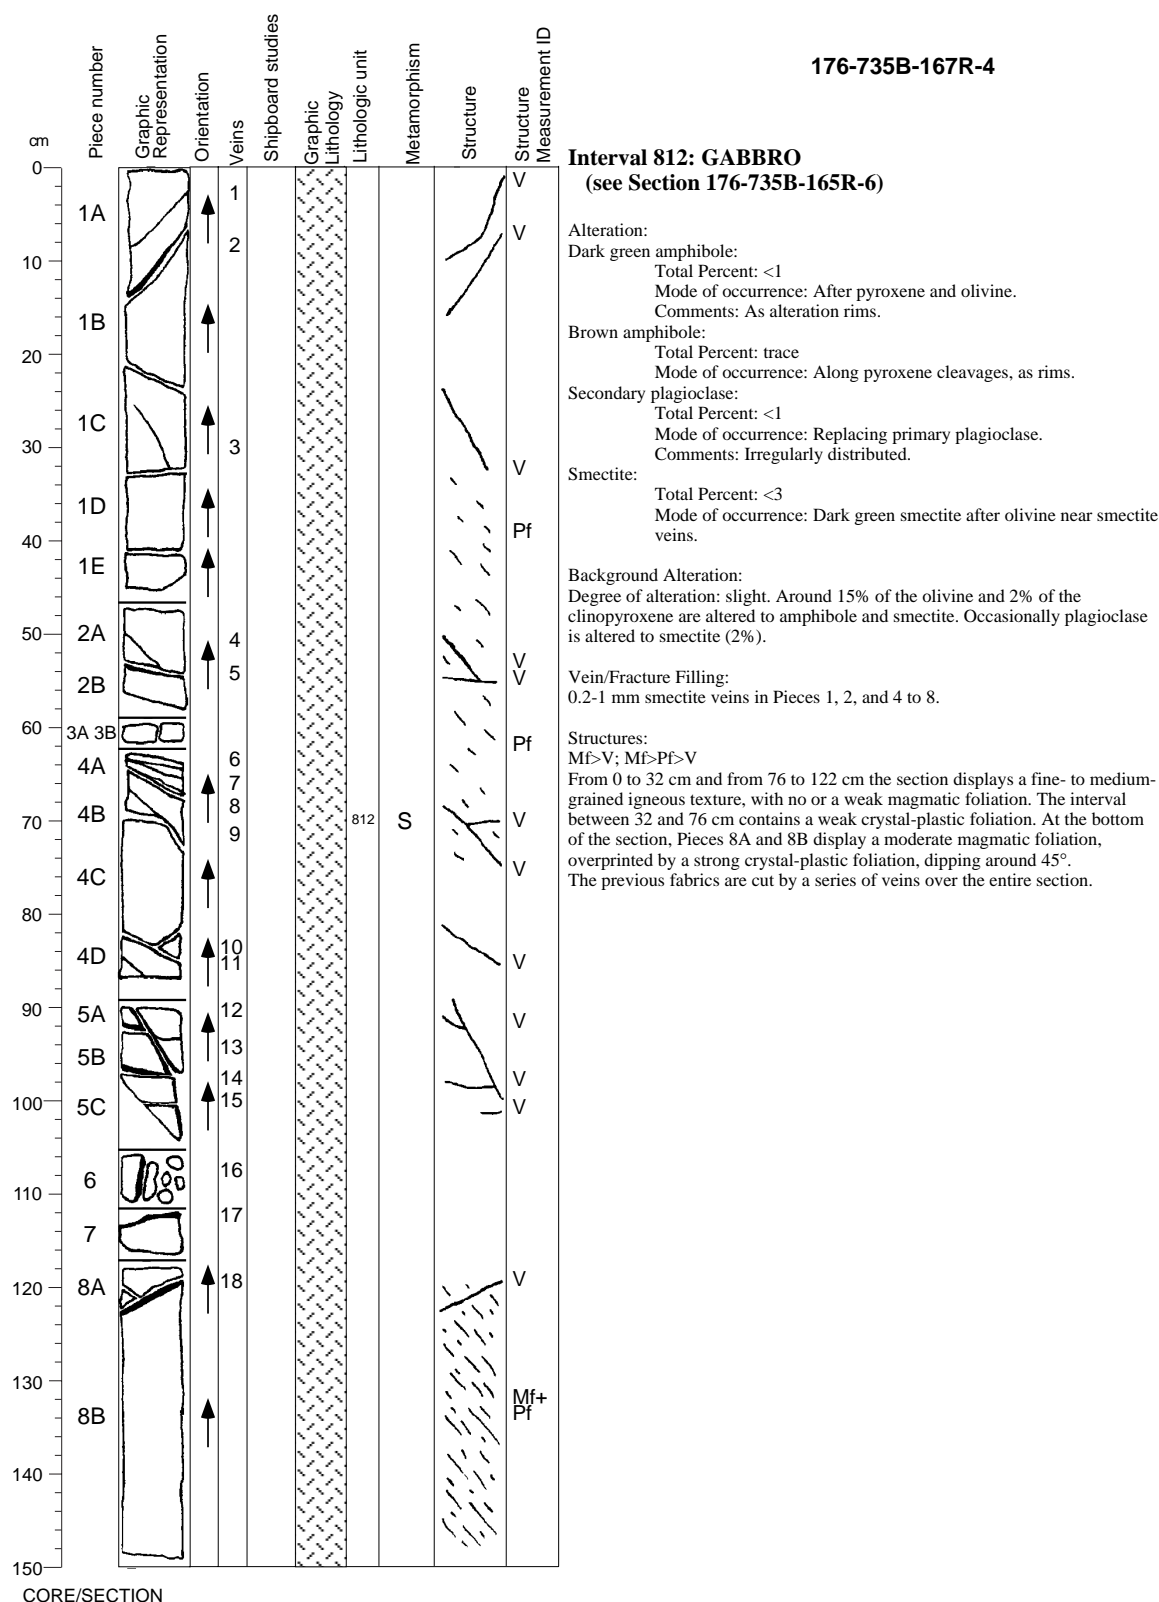 176-735B-167R-4
cm
Piece number
Graphic
Representation
Orientation
Veins
Shipboard studies
Graphic
Lithology
Lithologic unit
Metamorphism
Structure
Structure
Measurement ID
0
10
20
30
40
50
60
70
80
90
100
110
120
130
140
150
1A
1B
1C
1D
1E
2A
2B
3A 3B
4A
4B
4C
4D
5A
5B
5C
6
7
8A
8B
1
2
3
4
5
6
7
8
9
10
11
12
13
14
15
16
17
18
812
S
V
V
V
Pf
V
V
Pf
V
V
V
V
V
V
V
Mf+
Pf
CORE/SECTION
Interval 812: GABBRO
(see Section 176-735B-165R-6)
Alteration:
Dark green amphibole:
Total Percent: <1
Mode of occurrence: After pyroxene and olivine.
Comments: As alteration rims.
Brown amphibole:
Total Percent: trace
Mode of occurrence: Along pyroxene cleavages, as rims.
Secondary plagioclase:
Total Percent: <1
Mode of occurrence: Replacing primary plagioclase.
Comments: Irregularly distributed.
Smectite:
Total Percent: <3
Mode of occurrence: Dark green smectite after olivine near smectite
veins.
Background Alteration:
Degree of alteration: slight. Around 15% of the olivine and 2% of the
clinopyroxene are altered to amphibole and smectite. Occasionally plagioclase
is altered to smectite (2%).
Vein/Fracture Filling:
0.2-1 mm smectite veins in Pieces 1, 2, and 4 to 8.
Structures:
Mf>V; Mf>Pf>V
From 0 to 32 cm and from 76 to 122 cm the section displays a fine- to medium-
grained igneous texture, with no or a weak magmatic foliation. The interval
between 32 and 76 cm contains a weak crystal-plastic foliation. At the bottom
of the section, Pieces 8A and 8B display a moderate magmatic foliation,
overprinted by a strong crystal-plastic foliation, dipping around 45°.
The previous fabrics are cut by a series of veins over the entire section.